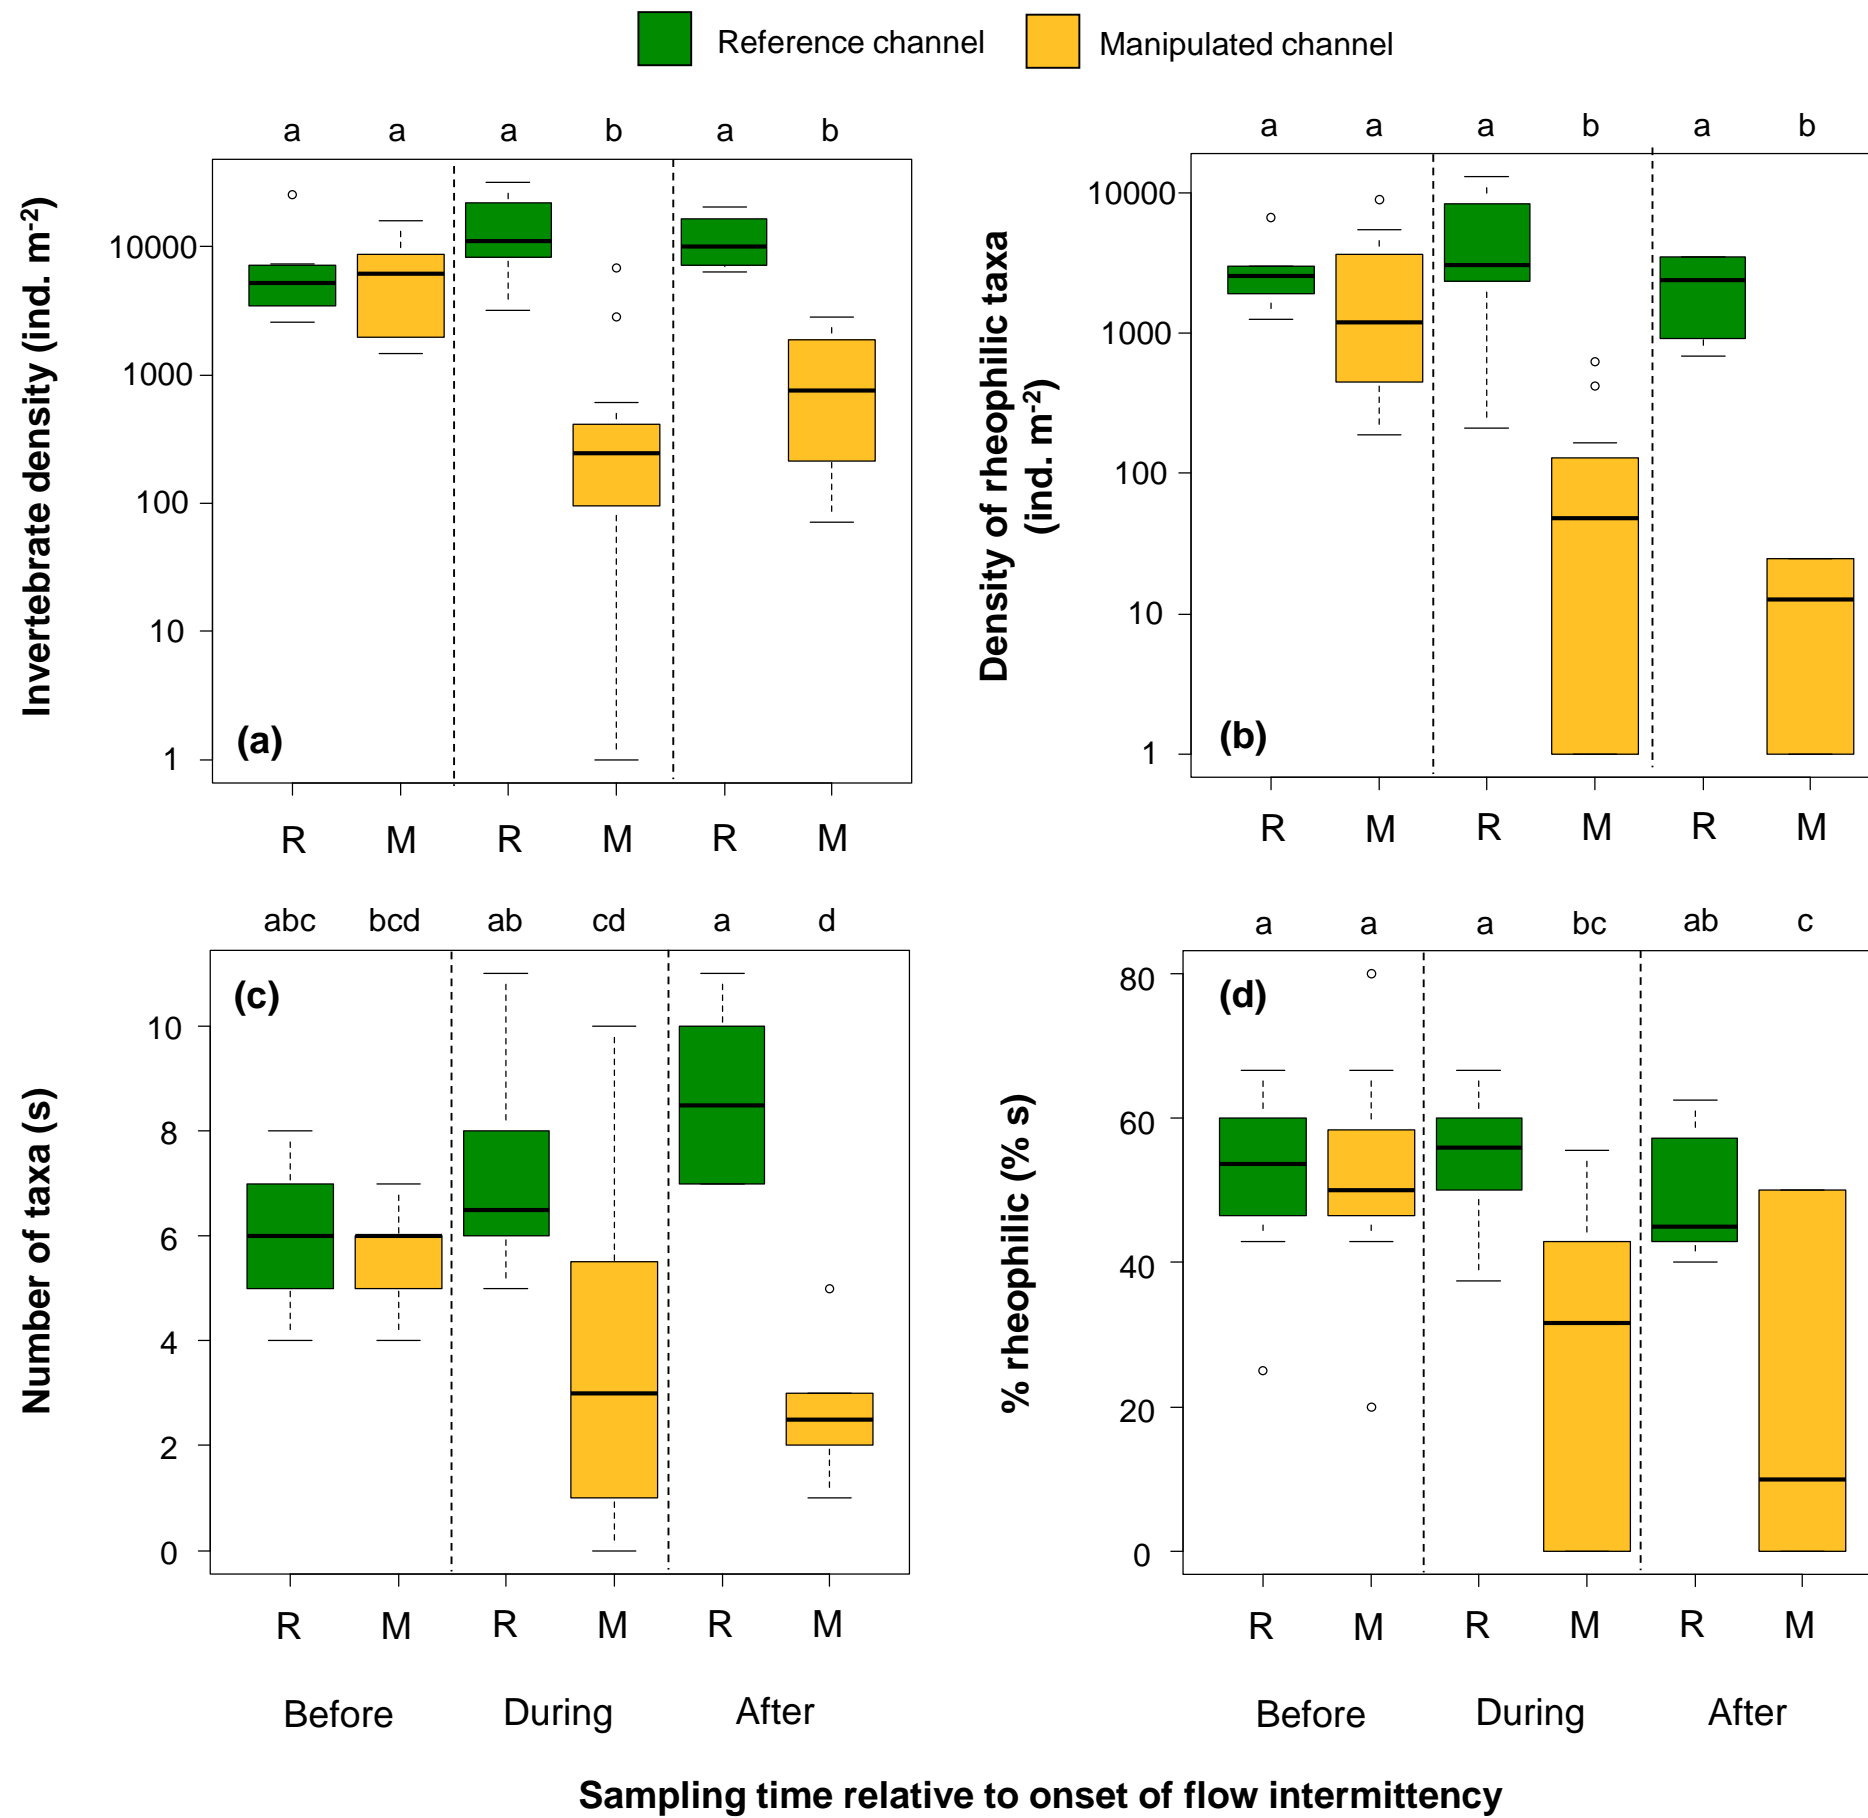 Reference channel Manipulated channel
a a a b a b
Invertebrate density (ind. m-2)
10000
1000
100
10
1
(a)
R M R M R M
a a a b a b
Density of rheophilic taxa
(ind. m-2)
10000
1000
100
10
1
(b)
R M R M R M
abc bcd ab cd a d
Number of taxa (s)
10
8
6
4
2
0
(c)
R M R M R M
Before During After
a a a bc ab c
% rheophilic (% s)
80
60
40
20
0
(d)
R M R M R M
Before During After
Sampling time relative to onset of flow intermittency